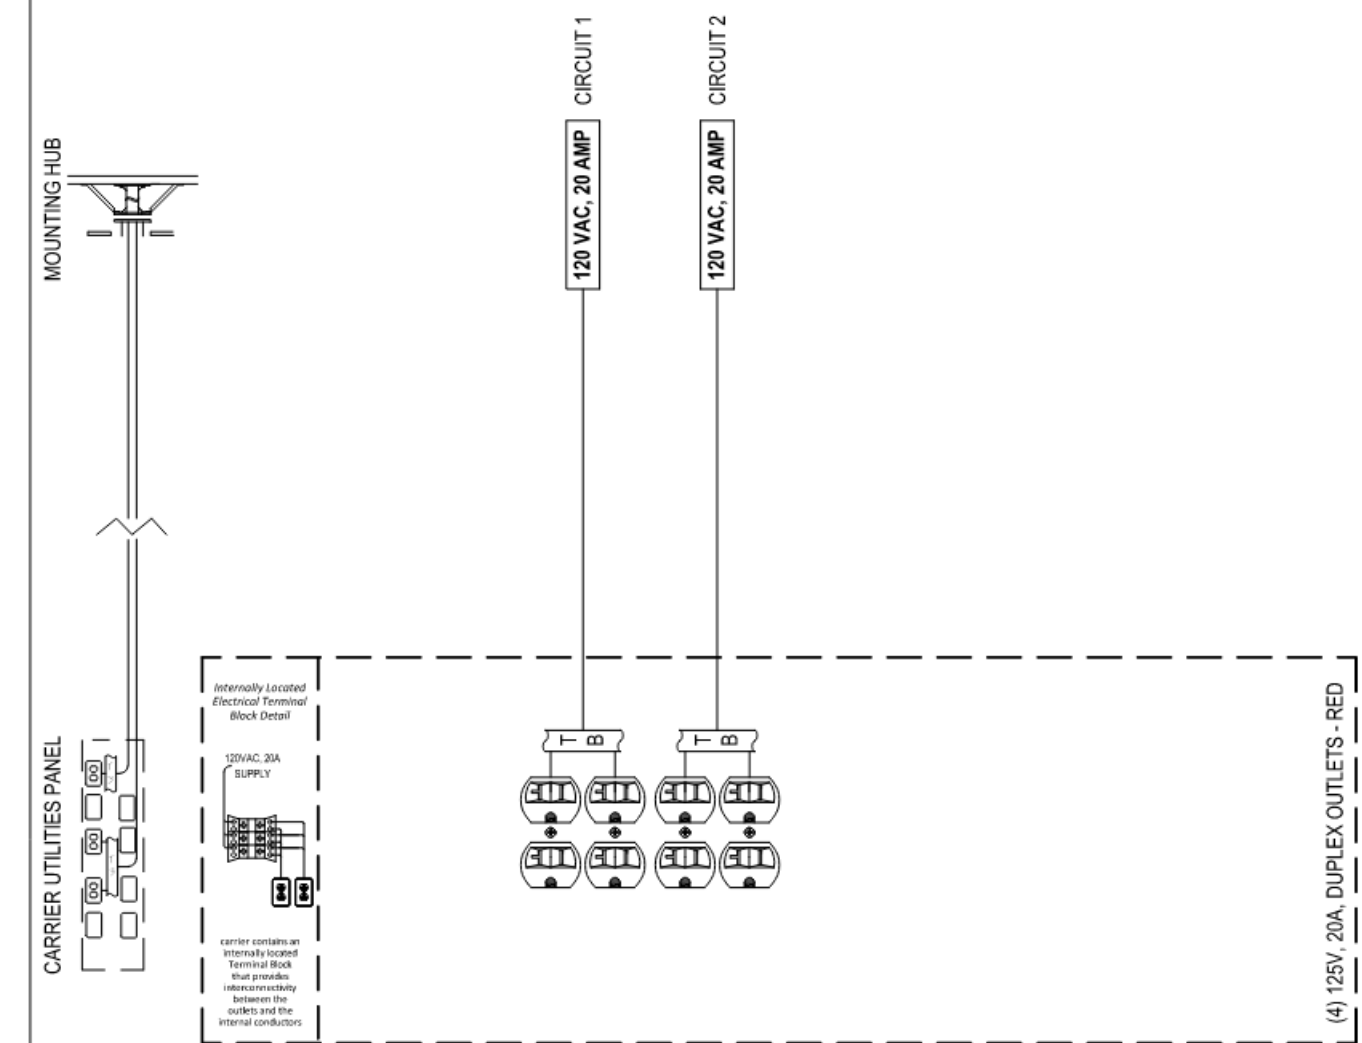 CIRCUIT 1
CIRCUIT 2
120 VAC, 20 AMP
120 VAC, 20 AMP
MOUNTING HUB
CARRIER UTILITIES PANEL
Internally Located
Electrical Terminal
Block Detail
120VAC, 20A
SUPPLY
carrier contains an
internally located
Terminal Block
that provides
interconnectivity
between the
outlets and the
internal conductors
T B
T B
(4) 125V, 20A, DUPLEX OUTLETS - RED